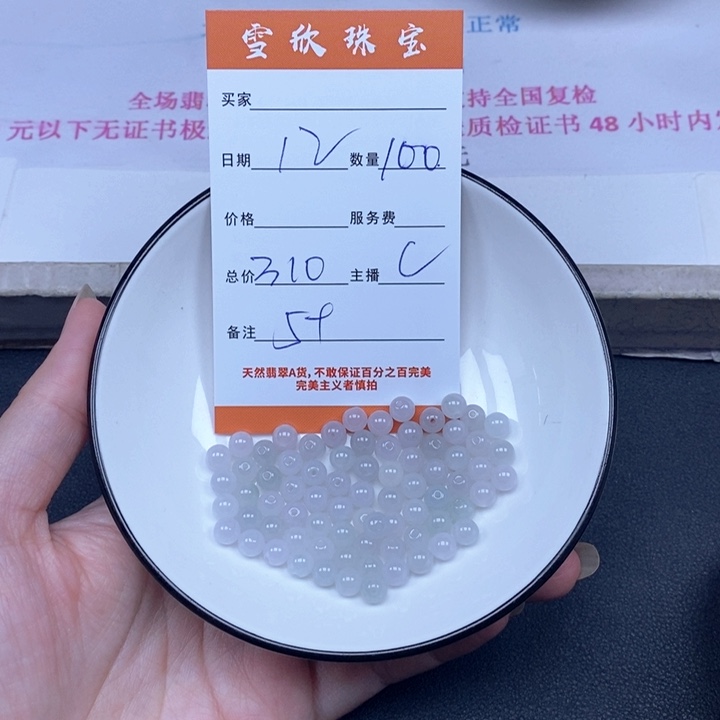 正常
全场翡
持全国复检
元以下无证书极
质检证书 48 小时内
元
雪欣珠宝
买家
日期 12 数量 100
价格 服务费
总价 310 主播 C
备注 59
天然翡翠A货,不敢保证百分之百完美
完美主义者慎拍